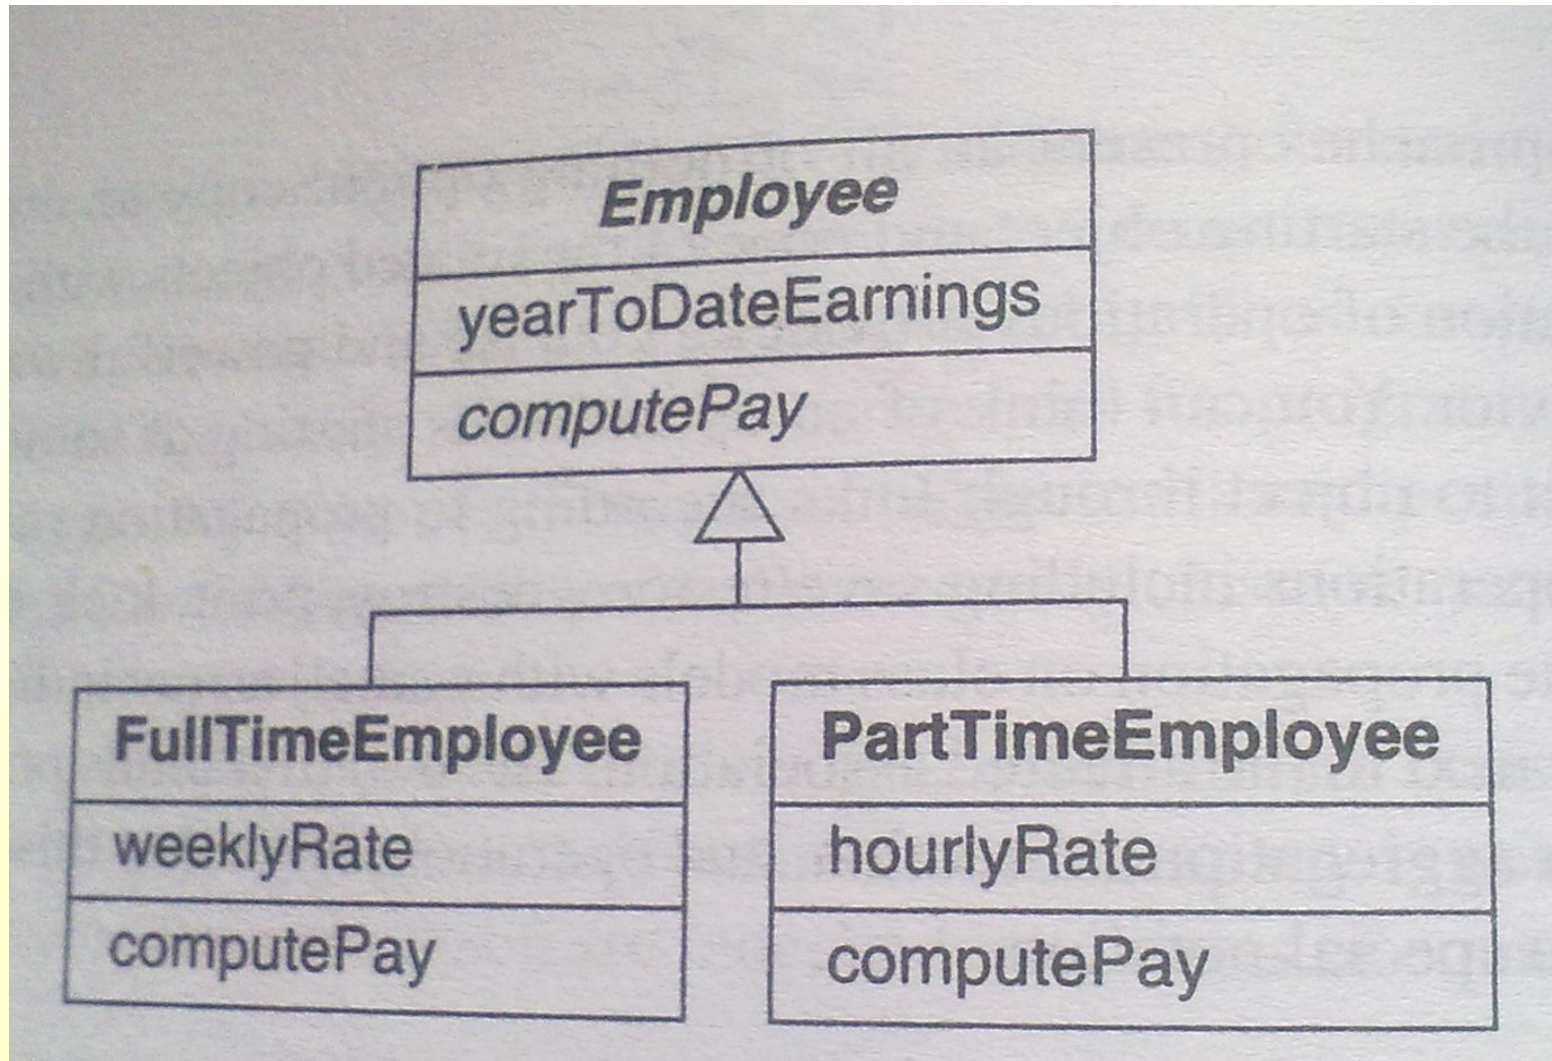 Employee
yearToDateEarnings
computePay
FullTimeEmployee
weeklyRate
computePay
PartTimeEmployee
hourlyRate
computePay